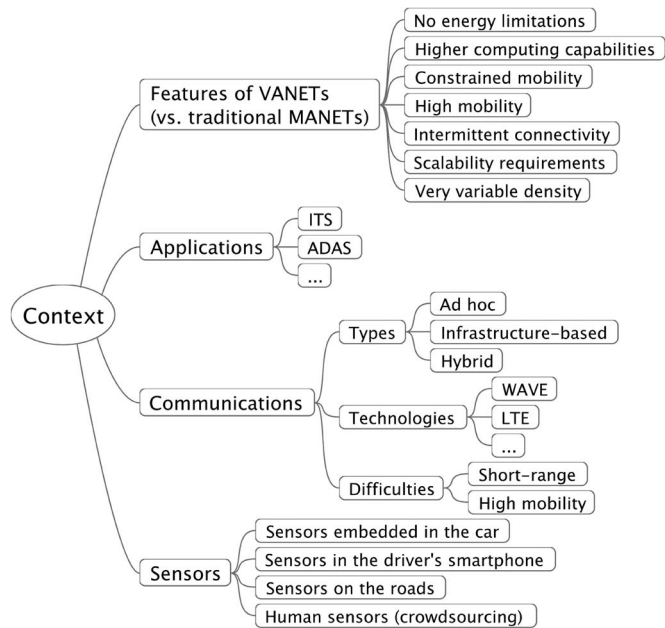 Context
Features of VANETs
(vs. traditional MANETs)
No energy limitations
Higher computing capabilities
Constrained mobility
High mobility
Intermittent connectivity
Scalability requirements
Very variable density
Applications
ITS
ADAS
...
Communications
Types
Ad hoc
Infrastructure-based
Hybrid
Technologies
WAVE
LTE
...
Difficulties
Short-range
High mobility
Sensors
Sensors embedded in the car
Sensors in the driver's smartphone
Sensors on the roads
Human sensors (crowdsourcing)